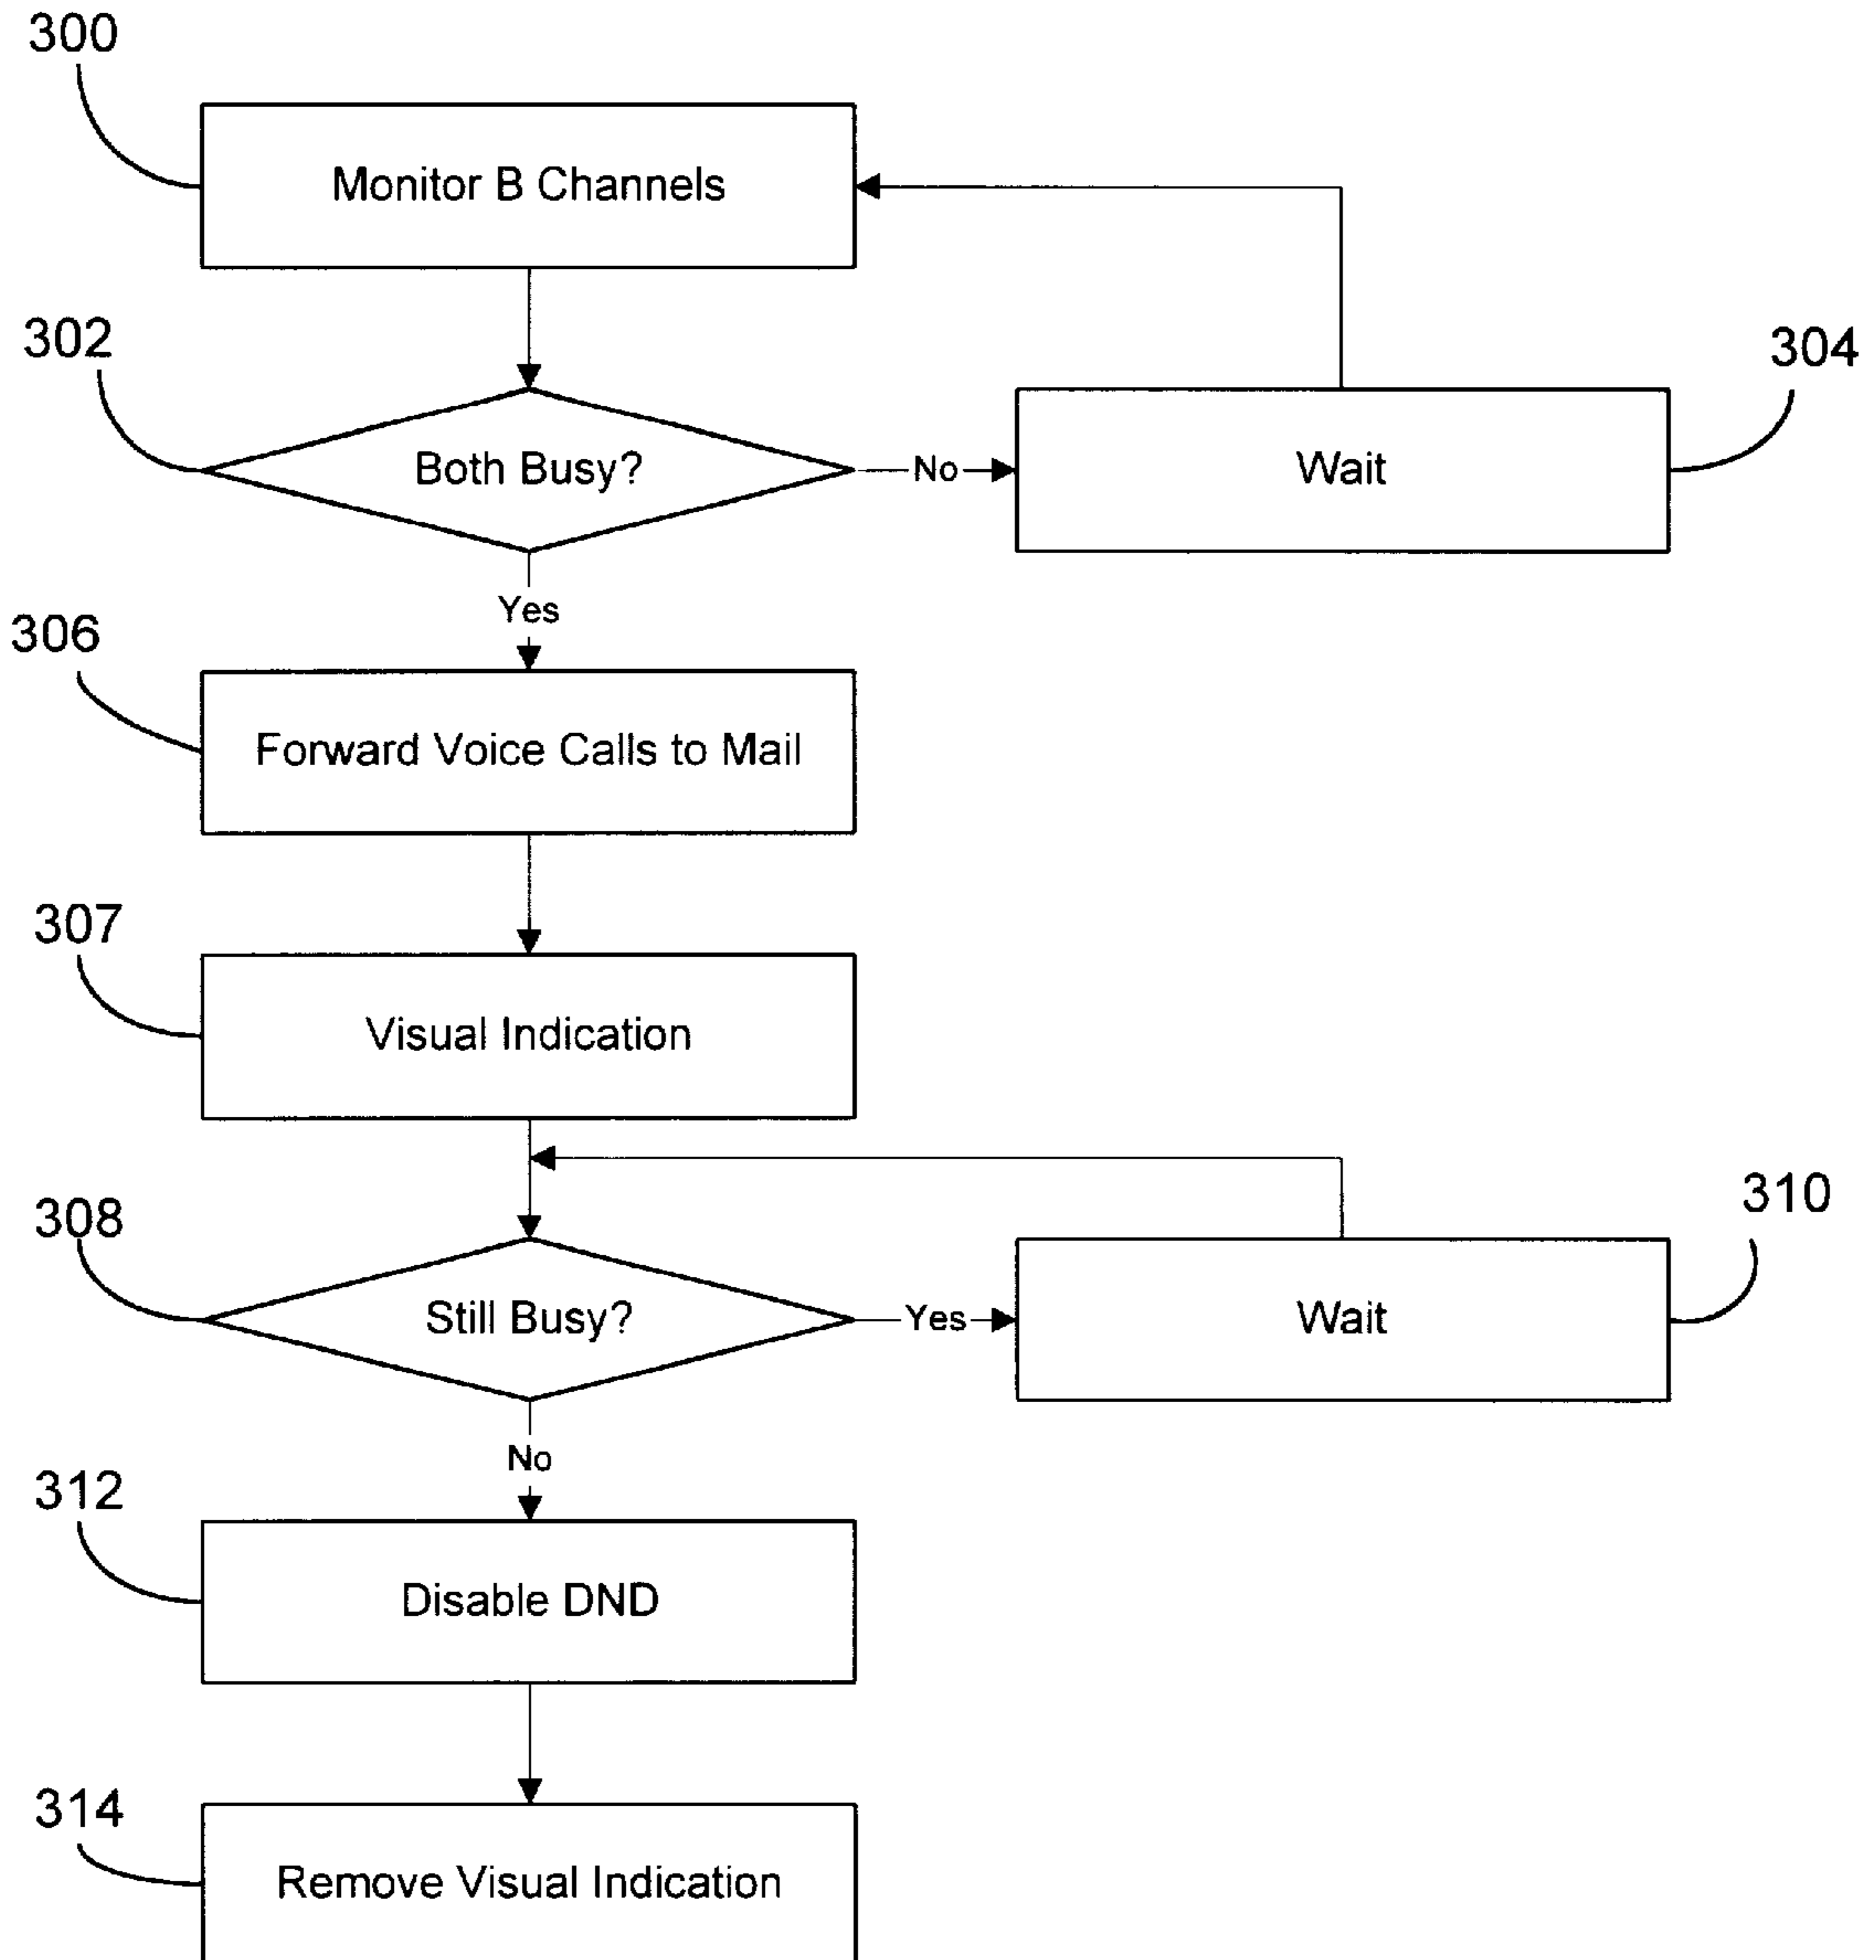 300
Monitor B Channels
302
304
Both Busy?
No
Wait
Yes
306
Forward Voice Calls to Mail
307
Visual Indication
308
310
Still Busy?
Yes
Wait
No
312
Disable DND
314
Remove Visual Indication